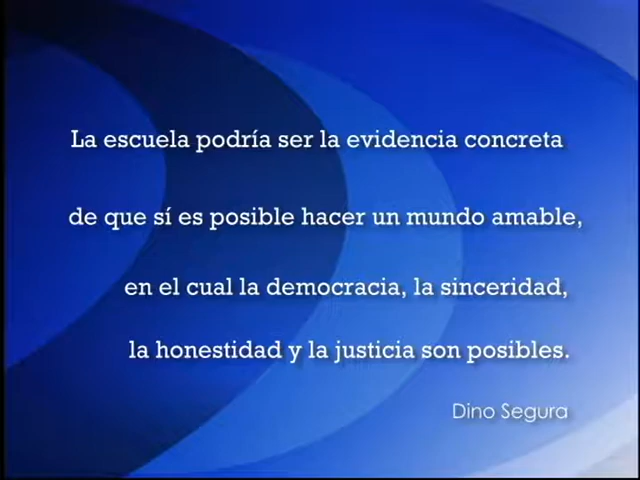 La escuela podría ser la evidencia concreta
de que sí es posible hacer un mundo amable,
en el cual la democracia, la sinceridad,
la honestidad y la justicia son posibles.
Dino Segura